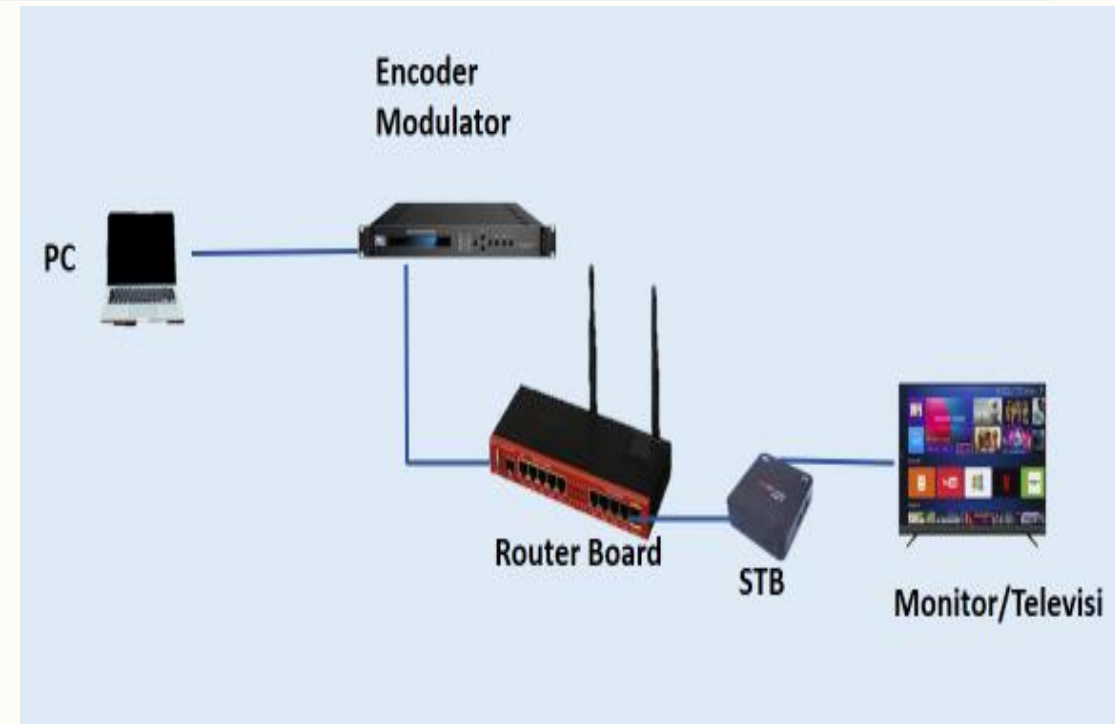 Encoder
Modulator
PC
Router Board
STB
Monitor/Televisi